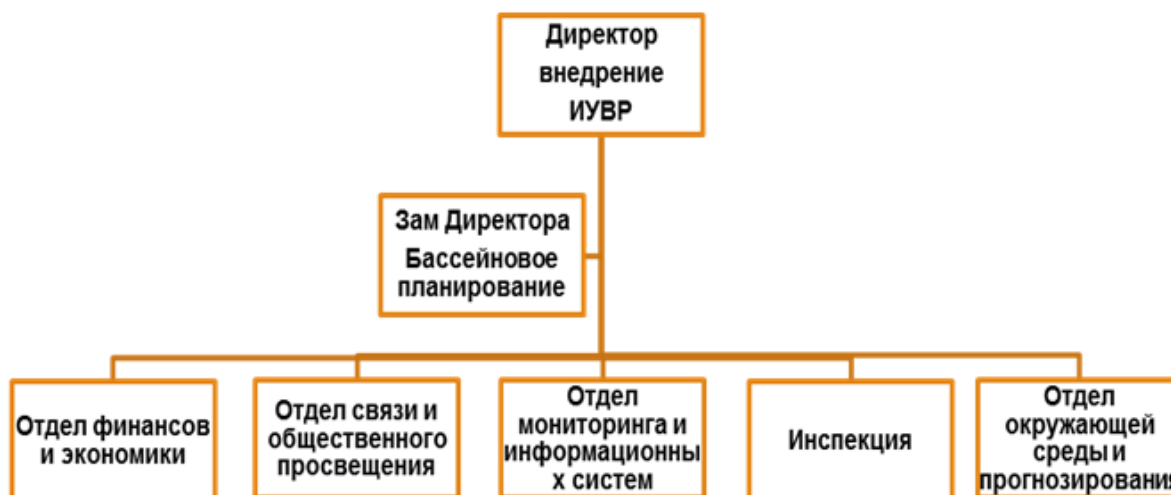 Директор
внедрение
ИУВР
Зам Директора
Бассейновое
планирование
Отдел финансов
и экономики
Отдел связи и
общественного
просвещения
Отдел
мониторинга и
информационны
х систем
Инспекция
Отдел
окружающей
среды и
прогнозирования